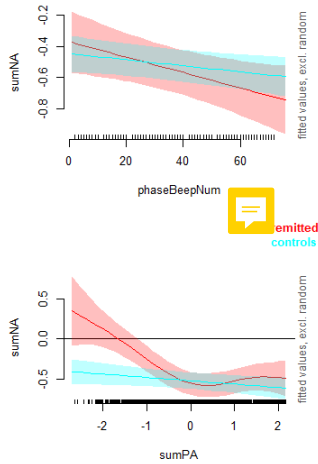 -0.2
-0.4
-0.6
-0.8
sumNA
fitted values, excl. random
0 20 40 60
phaseBeepNum
remitted
controls
0.5
0.0
-0.5
sumNA
fitted values, excl. random
-2 -1 0 1 2
sumPA